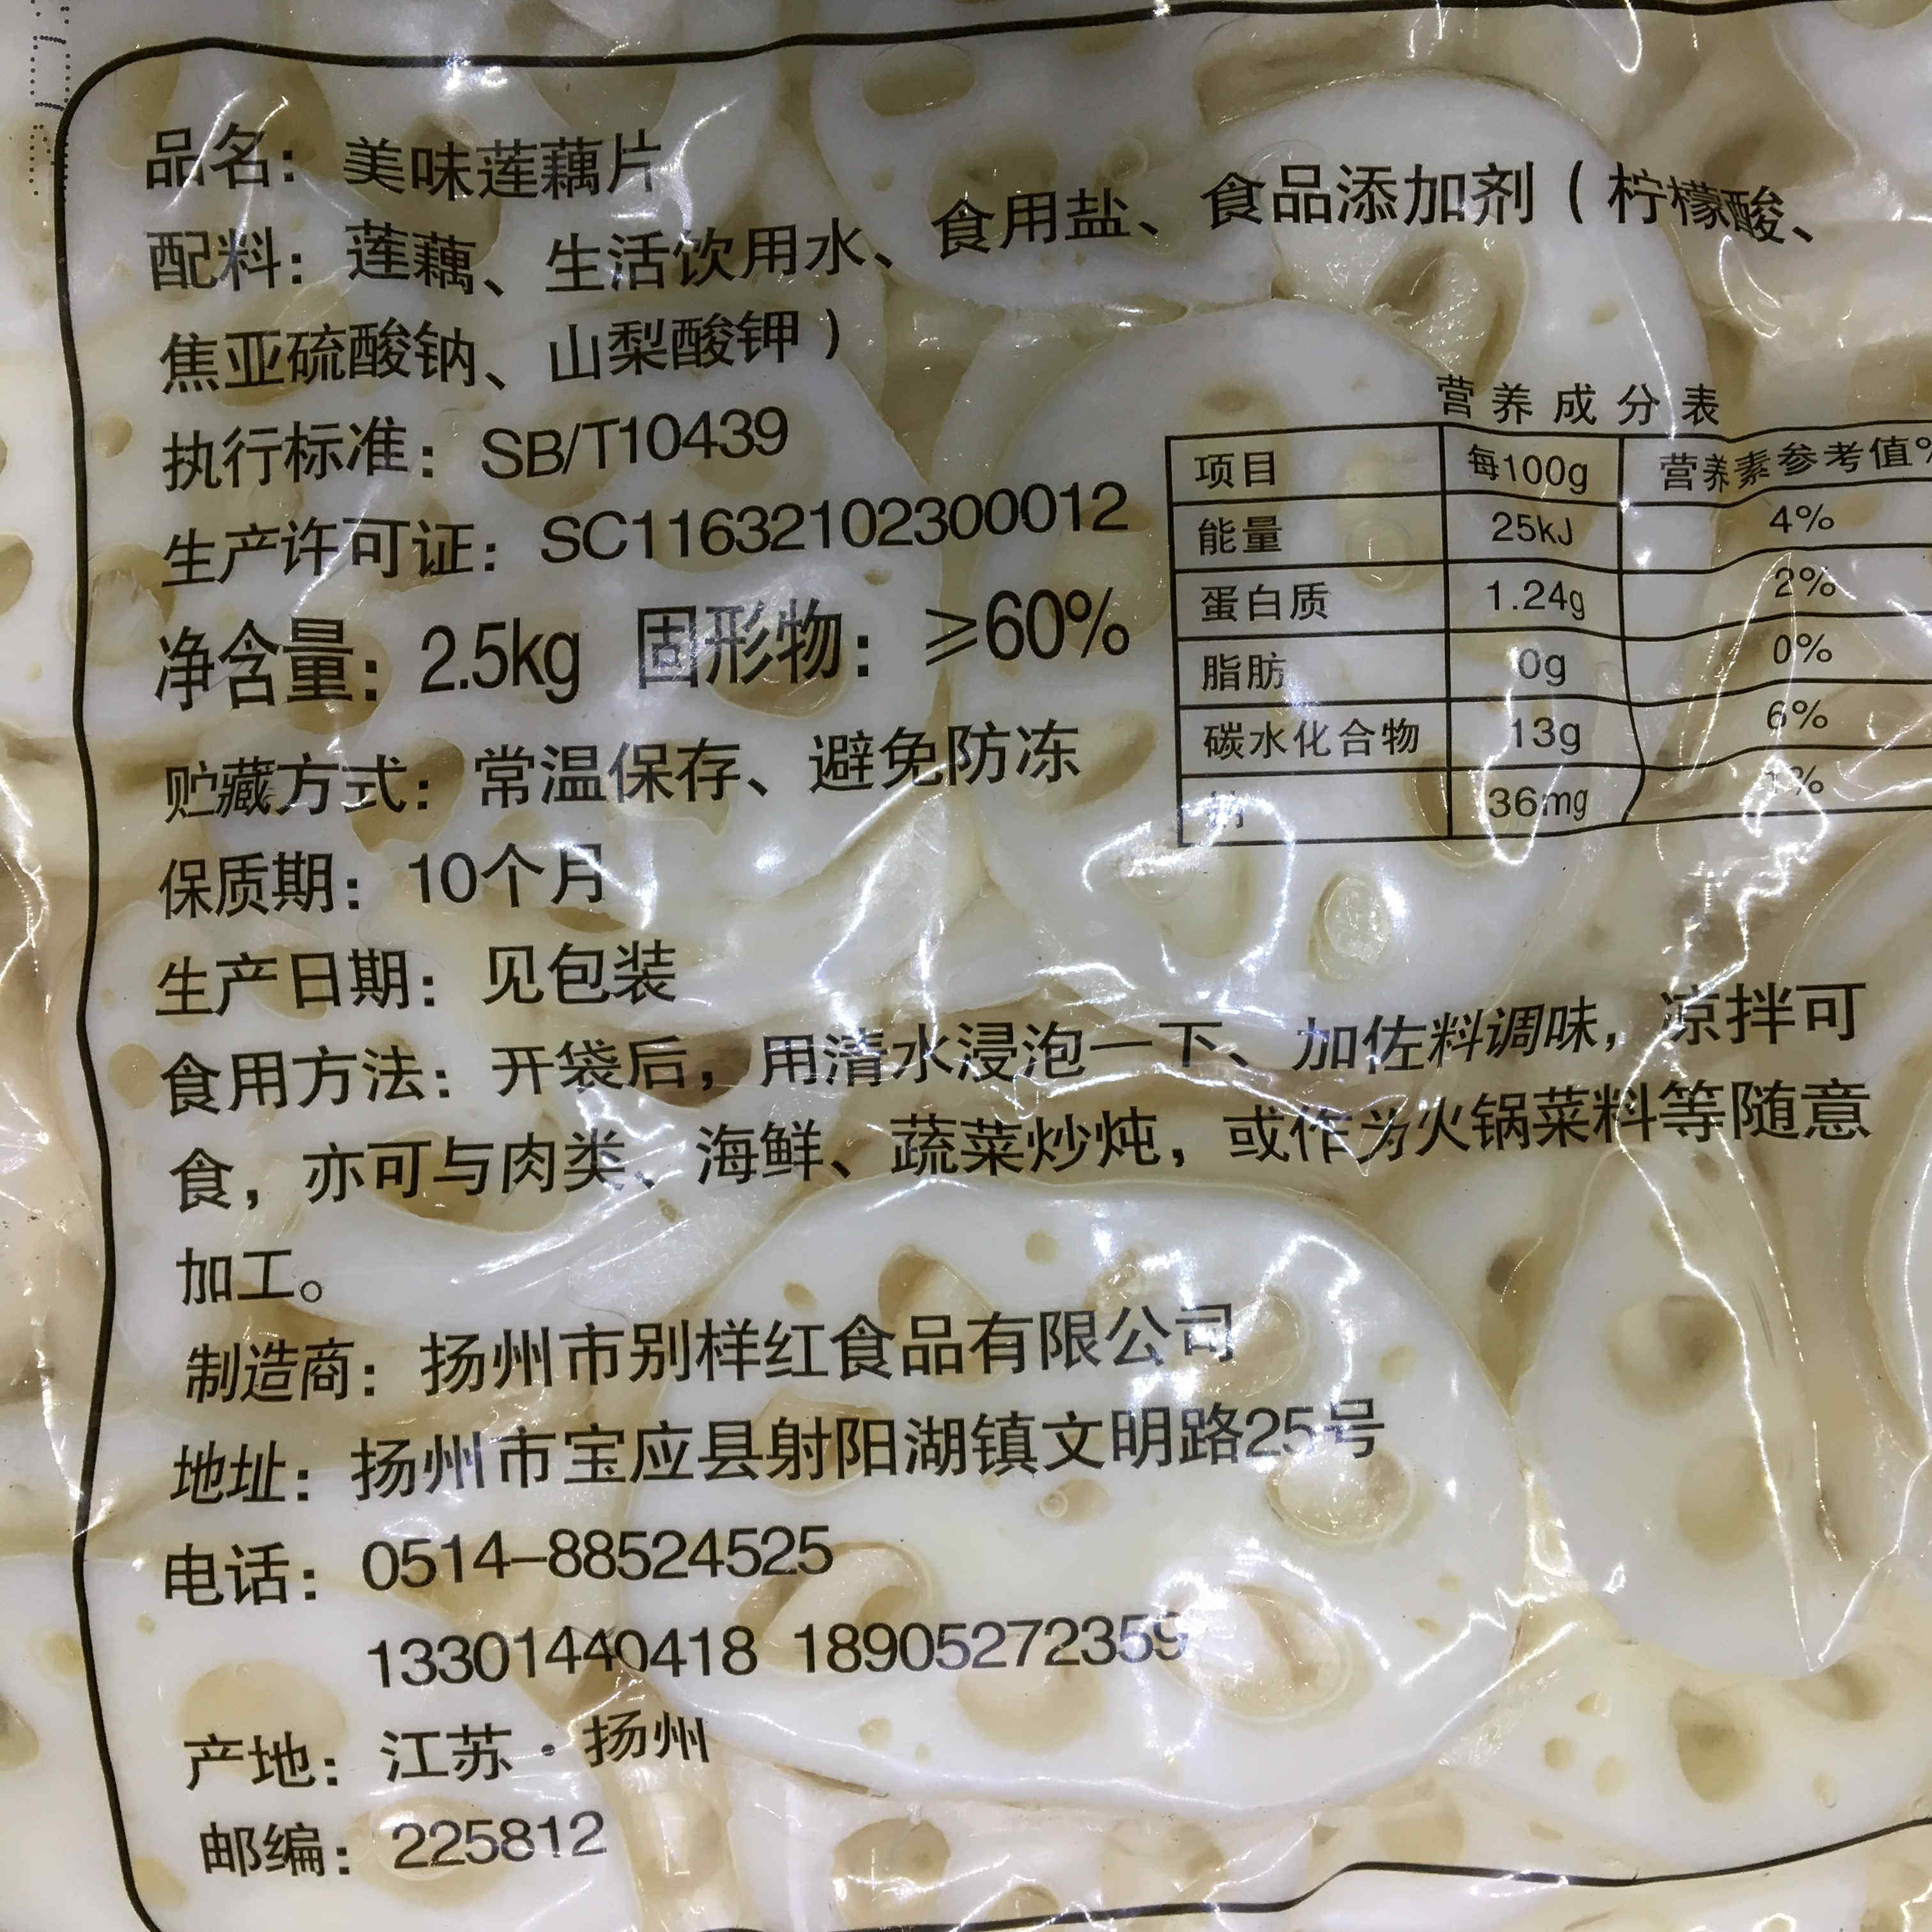 品名：美味莲藕片
配料：莲藕、生活饮用水、食用盐、食品添加剂（柠檬酸、
焦亚硫酸钠、山梨酸钾）
执行标准：SB/T10439
生产许可证：SC11632102300012
净含量：2.5kg 固形物：≥60%
贮藏方式：常温保存、避免防冻
保质期：10个月
生产日期：见包装
营养成分表
项目 每100g 营养素参考值%
能量 25kJ 4%
蛋白质 1.24g 2%
脂肪 0g 0%
碳水化合物 13g 6%
钠 36mg 1%
食用方法：开袋后，用清水浸泡一下、加佐料调味，凉拌可
食，亦可与肉类、海鲜、蔬菜炒炖，或作为火锅菜料等随意
加工。
制造商：扬州市别样红食品有限公司
地址：扬州市宝应县射阳湖镇文明路25号
电话：0514-88524525
13301440418 18905272359
产地：江苏·扬州
邮编：225812